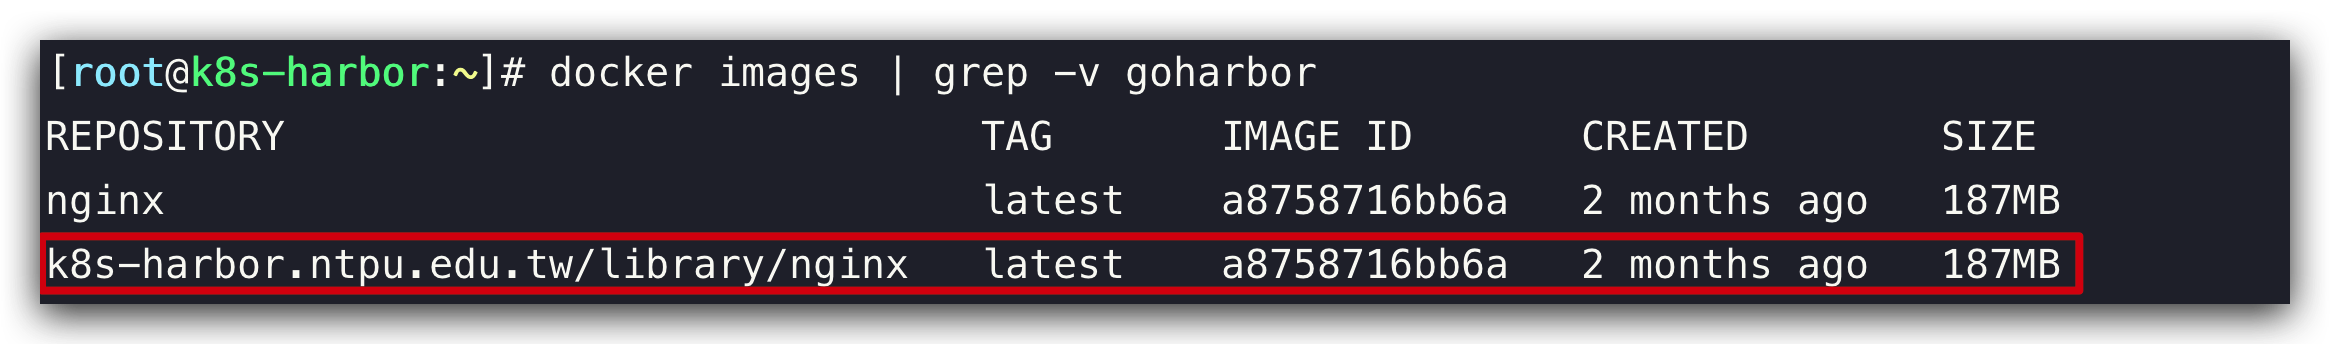 [root@k8s-harbor:~]# docker images | grep -v goharbor
REPOSITORY TAG IMAGE ID CREATED SIZE
nginx latest a8758716bb6a 2 months ago 187MB
k8s-harbor.ntpu.edu.tw/library/nginx latest a8758716bb6a 2 months ago 187MB